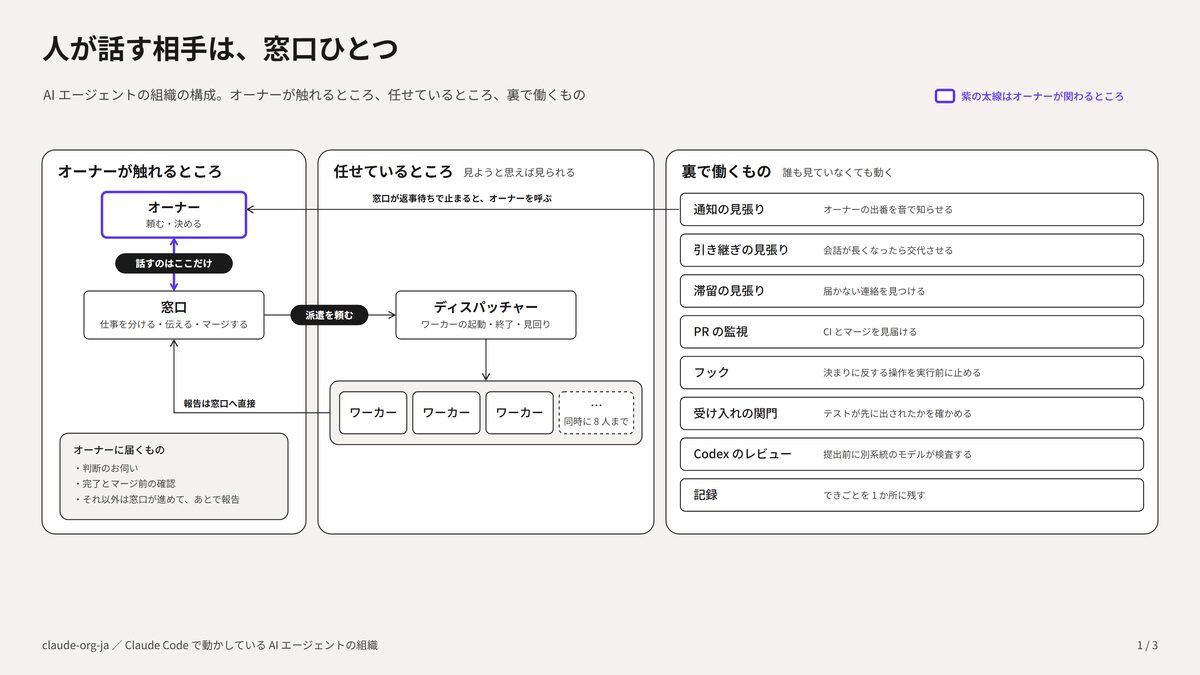 人が話す相手は、窓口ひとつ
AI エージェントの組織の構成。オーナーが触れるところ、任せているところ、裏で働くもの
紫の太線はオーナーが関わるところ
オーナーが触れるところ
オーナー
頼む・決める
話すのはここだけ
窓口
仕事を分ける・伝える・マージする
派遣を頼む
報告は窓口へ直接
オーナーに届くもの
・判断のお伺い
・完了とマージ前の確認
・それ以外は窓口が進めて、あとで報告
任せているところ 見ようと思えば見られる
窓口が返事待ちで止まると、オーナーを呼ぶ
ディスパッチャー
ワーカーの起動・終了・見回り
ワーカー
ワーカー
ワーカー
…
同時に 8 人まで
裏で働くもの 誰も見ていなくても動く
通知の見張り オーナーの出番を音で知らせる
引き継ぎの見張り 会話が長くなったら交代させる
滞留の見張り 届かない連絡を見つける
PR の監視 CI とマージを見届ける
フック 決まりに反する操作を実行前に止める
受け入れの関門 テストが先に出されたかを確かめる
Codex のレビュー 提出前に別系統のモデルが検査する
記録 できごとを 1 か所に残す
claude-org-ja ／ Claude Code で動かしている AI エージェントの組織
1 / 3